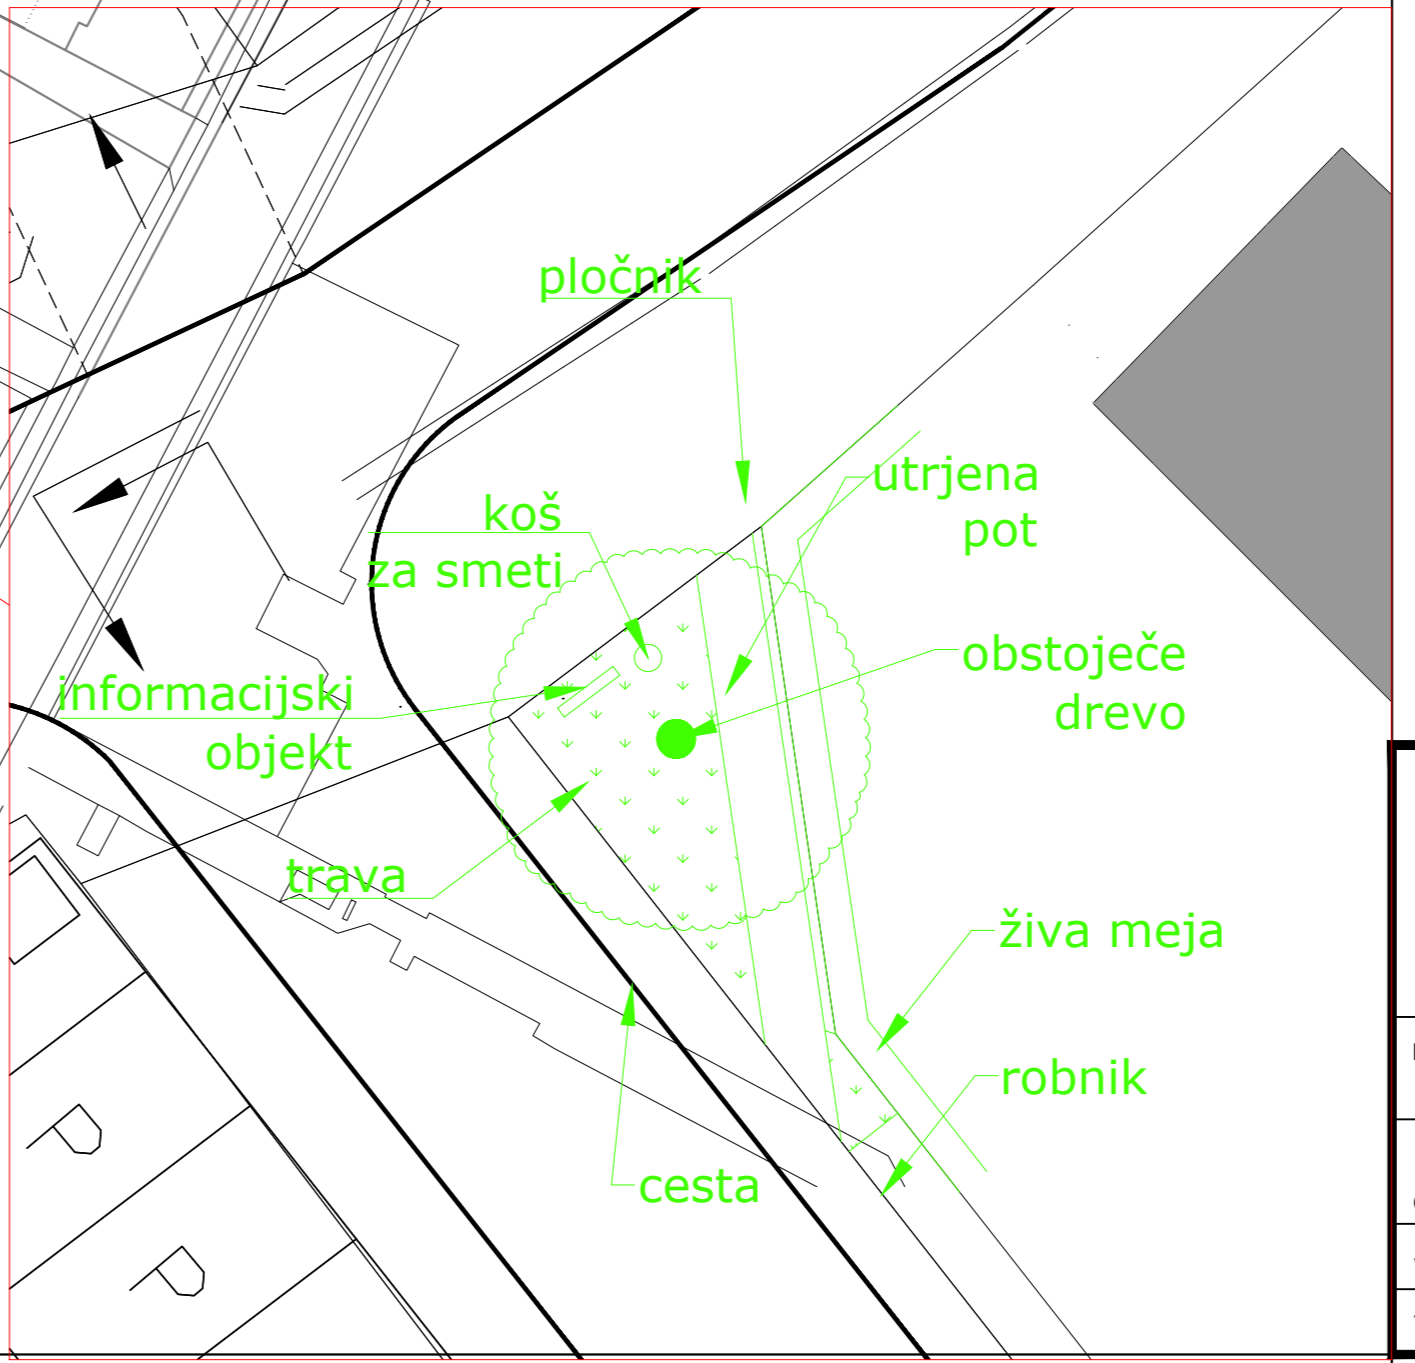 pločnik
utrjena
pot
koš
za smeti
obstoječe
drevo
informacijski
objekt
trava
živa meja
robnik
cesta
P
P